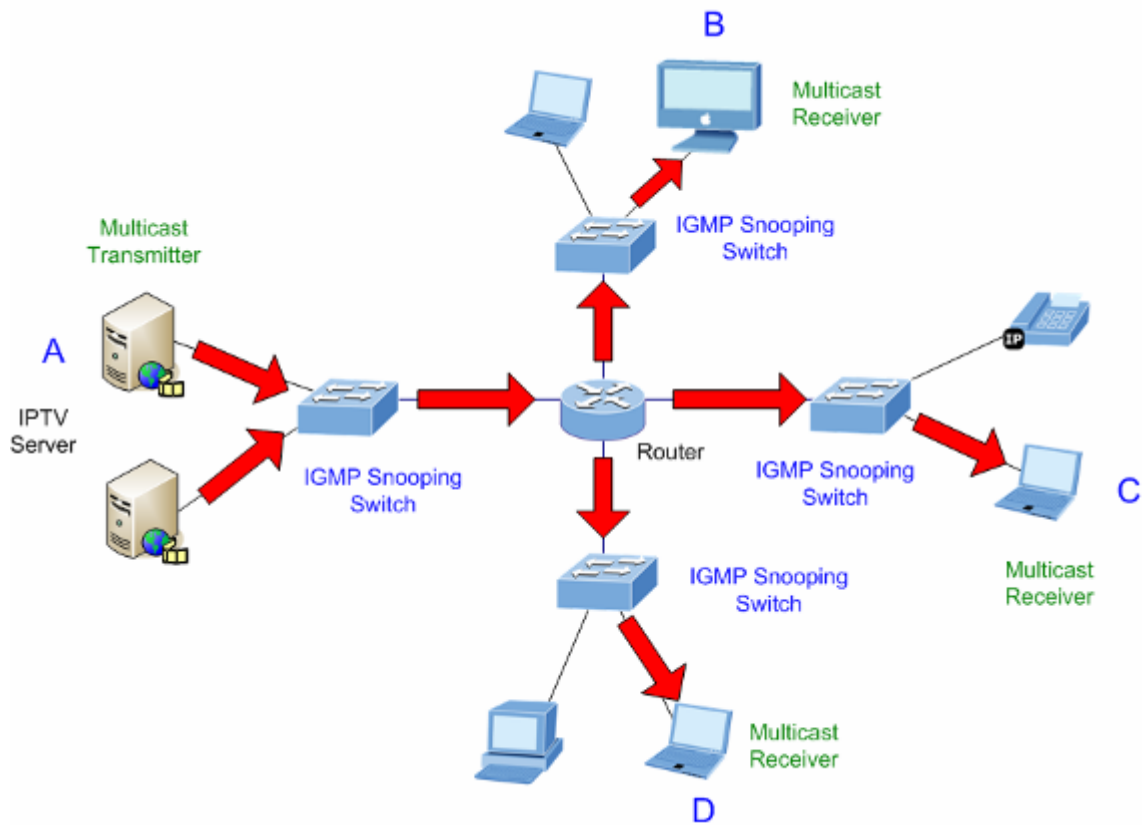 B
Multicast
Receiver
IGMP Snooping
Switch
Multicast
Transmitter
A
IPTV
Server
IGMP Snooping
Switch
Router
IP
IGMP Snooping
Switch
C
Multicast
Receiver
IGMP Snooping
Switch
Multicast
Receiver
D